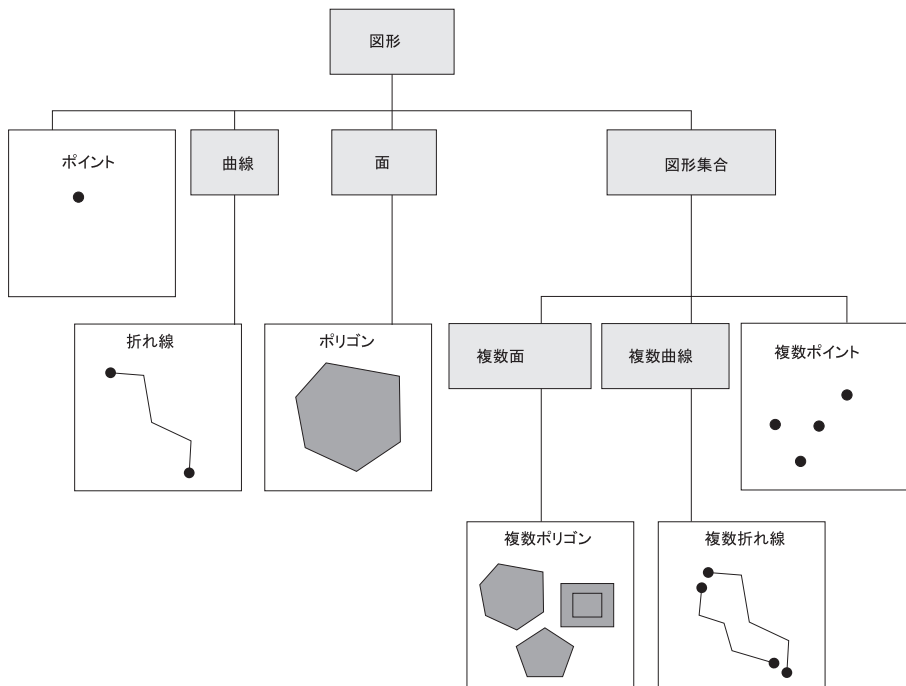 図形
ポイント
曲線
面
図形集合
折れ線
ポリゴン
複数面
複数曲線
複数ポイント
複数ポリゴン
複数折れ線